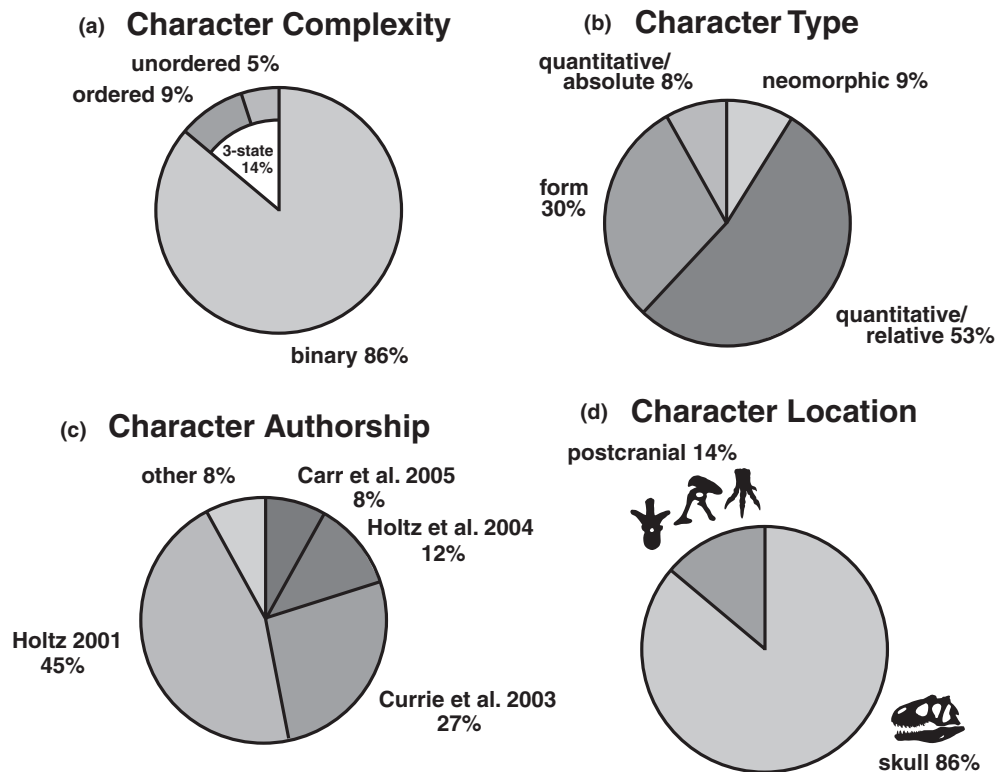 (a) Character Complexity
unordered 5%
ordered 9%
3-state
14%
binary 86%
(b) Character Type
quantitative/
absolute 8%
neomorphic 9%
form
30%
quantitative/
relative 53%
(c) Character Authorship
other 8%
Carr et al. 2005
8%
Holtz et al. 2004
12%
Holtz 2001
45%
Currie et al. 2003
27%
(d) Character Location
postcranial 14%
skull 86%